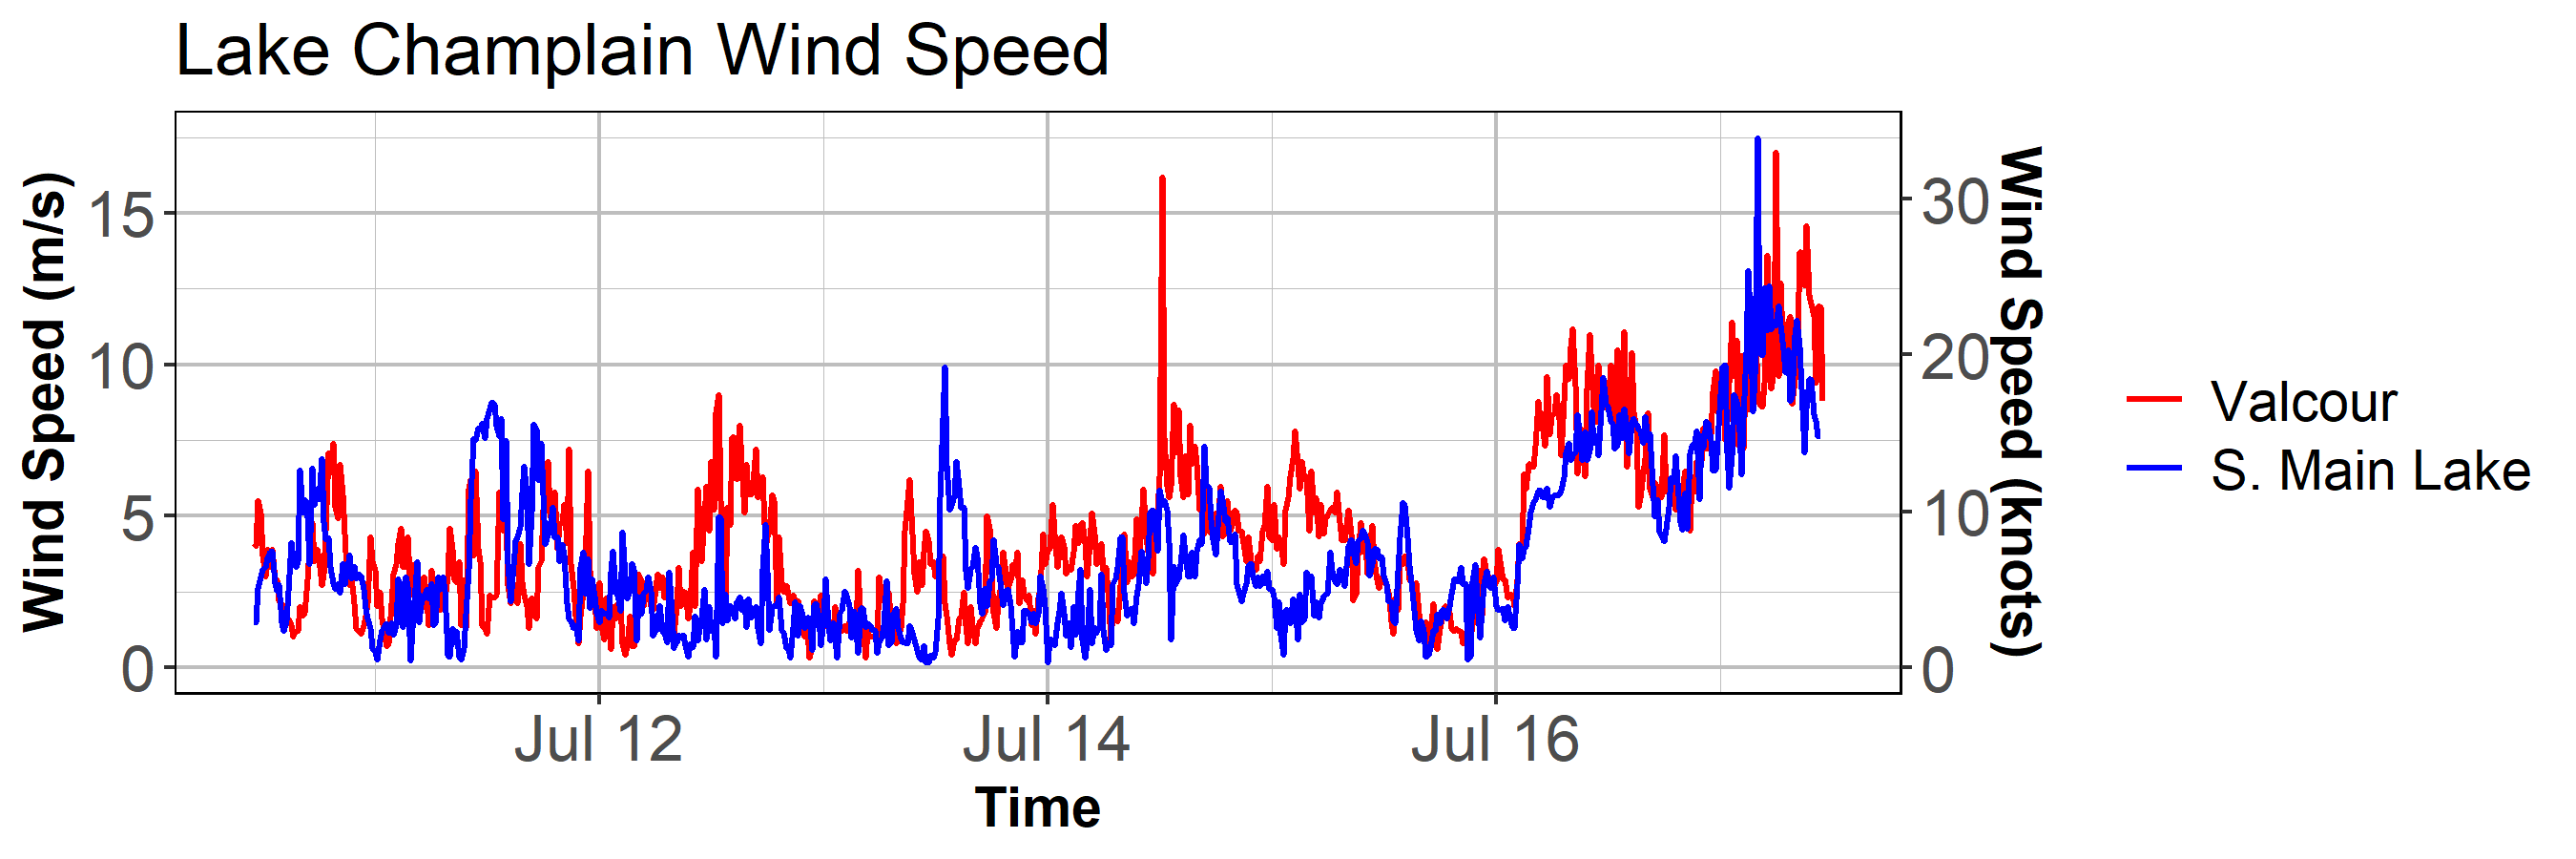 Lake Champlain Wind Speed
Wind Speed (m/s)
15
10
5
0
30
20
10
0
Wind Speed (knots)
Jul 12
Jul 14
Jul 16
Time
Valcour
S. Main Lake